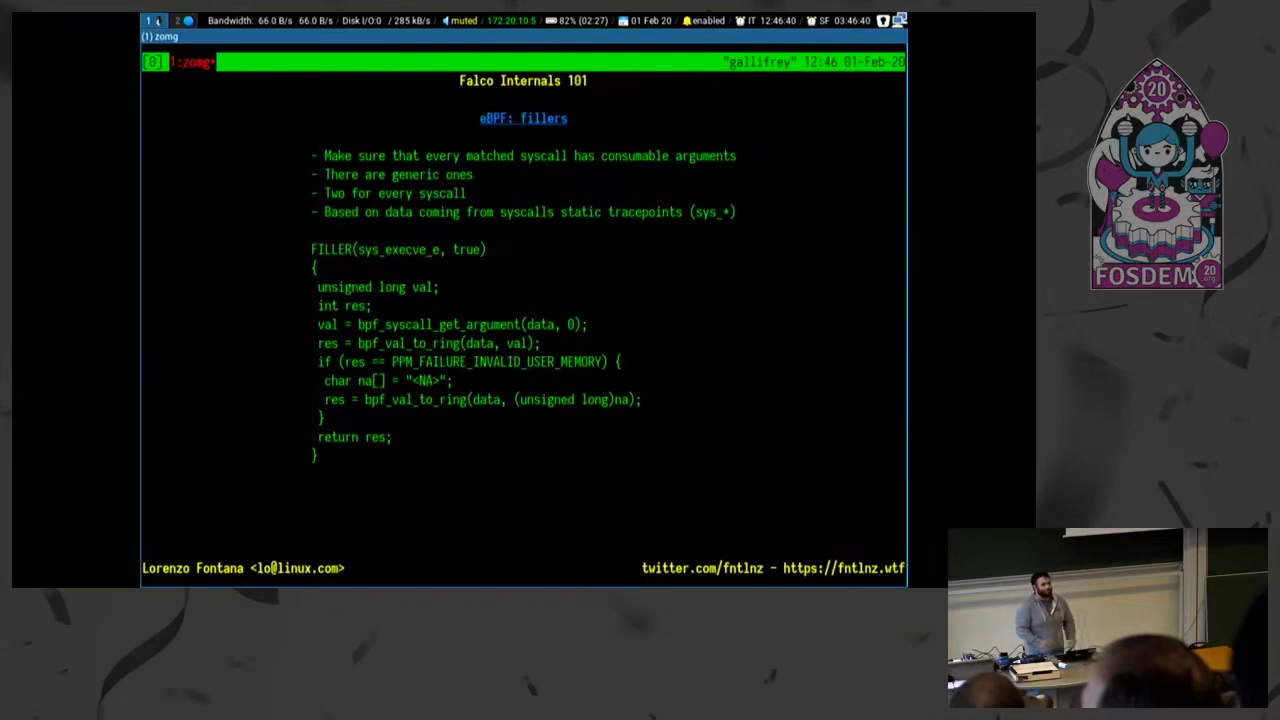 1 2 Bandwidth: 66.0 B/s 66.0 B/s / Disk I/O:0 / 285 kB/s muted / 172.20.10.5 / 82% (02:27) / 01 Feb 20 / enabled / IT 12:46:40 / SF 03:46:40
(1) zomg
[0] 1:zomg* "gallifrey" 12:46 01-Feb-20
Falco Internals 101
eBPF: fillers
- Make sure that every matched syscall has consumable arguments
- There are generic ones
- Two for every syscall
- Based on data coming from syscalls static tracepoints (sys_*)
FILLER(sys_execve_e, true)
{
unsigned long val;
int res;
val = bpf_syscall_get_argument(data, 0);
res = bpf_val_to_ring(data, val);
if (res == PPM_FAILURE_INVALID_USER_MEMORY) {
char na[] = "<NA>";
res = bpf_val_to_ring(data, (unsigned long)na);
}
return res;
}
Lorenzo Fontana <lo@linux.com> twitter.com/fntlnz - https://fntlnz.wtf
20
FOSDEM 20
.org